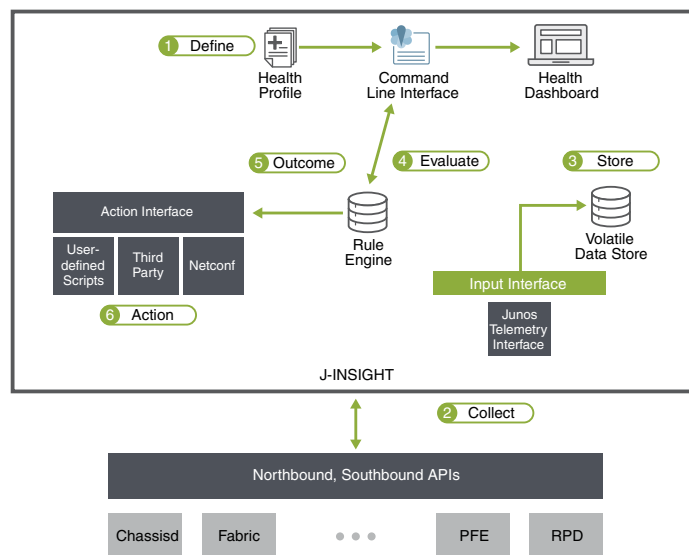 1 Define
Health
Profile
Command
Line Interface
Health
Dashboard
5 Outcome
4 Evaluate
3 Store
Action Interface
User-
defined
Scripts
Third
Party
Netconf
Rule
Engine
Volatile
Data Store
Input Interface
Junos
Telemetry
Interface
6 Action
J-INSIGHT
2 Collect
Northbound, Southbound APIs
Chassisd
Fabric
PFE
RPD